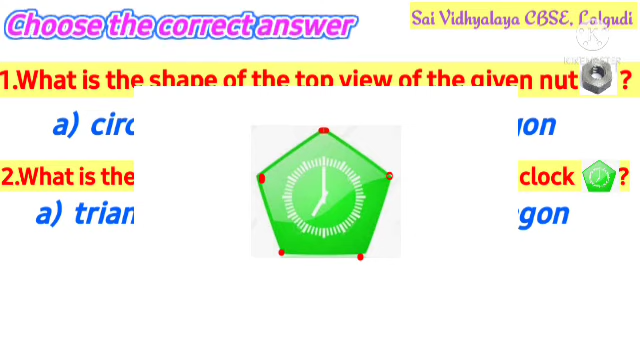 Choose the correct answer
Sai Vidhyalaya CBSE, Lalgudi
KINEMASTER
1.What is the shape of the top view of the given nut ?
a) circ gon
2.What is the clock ?
a) trian gon